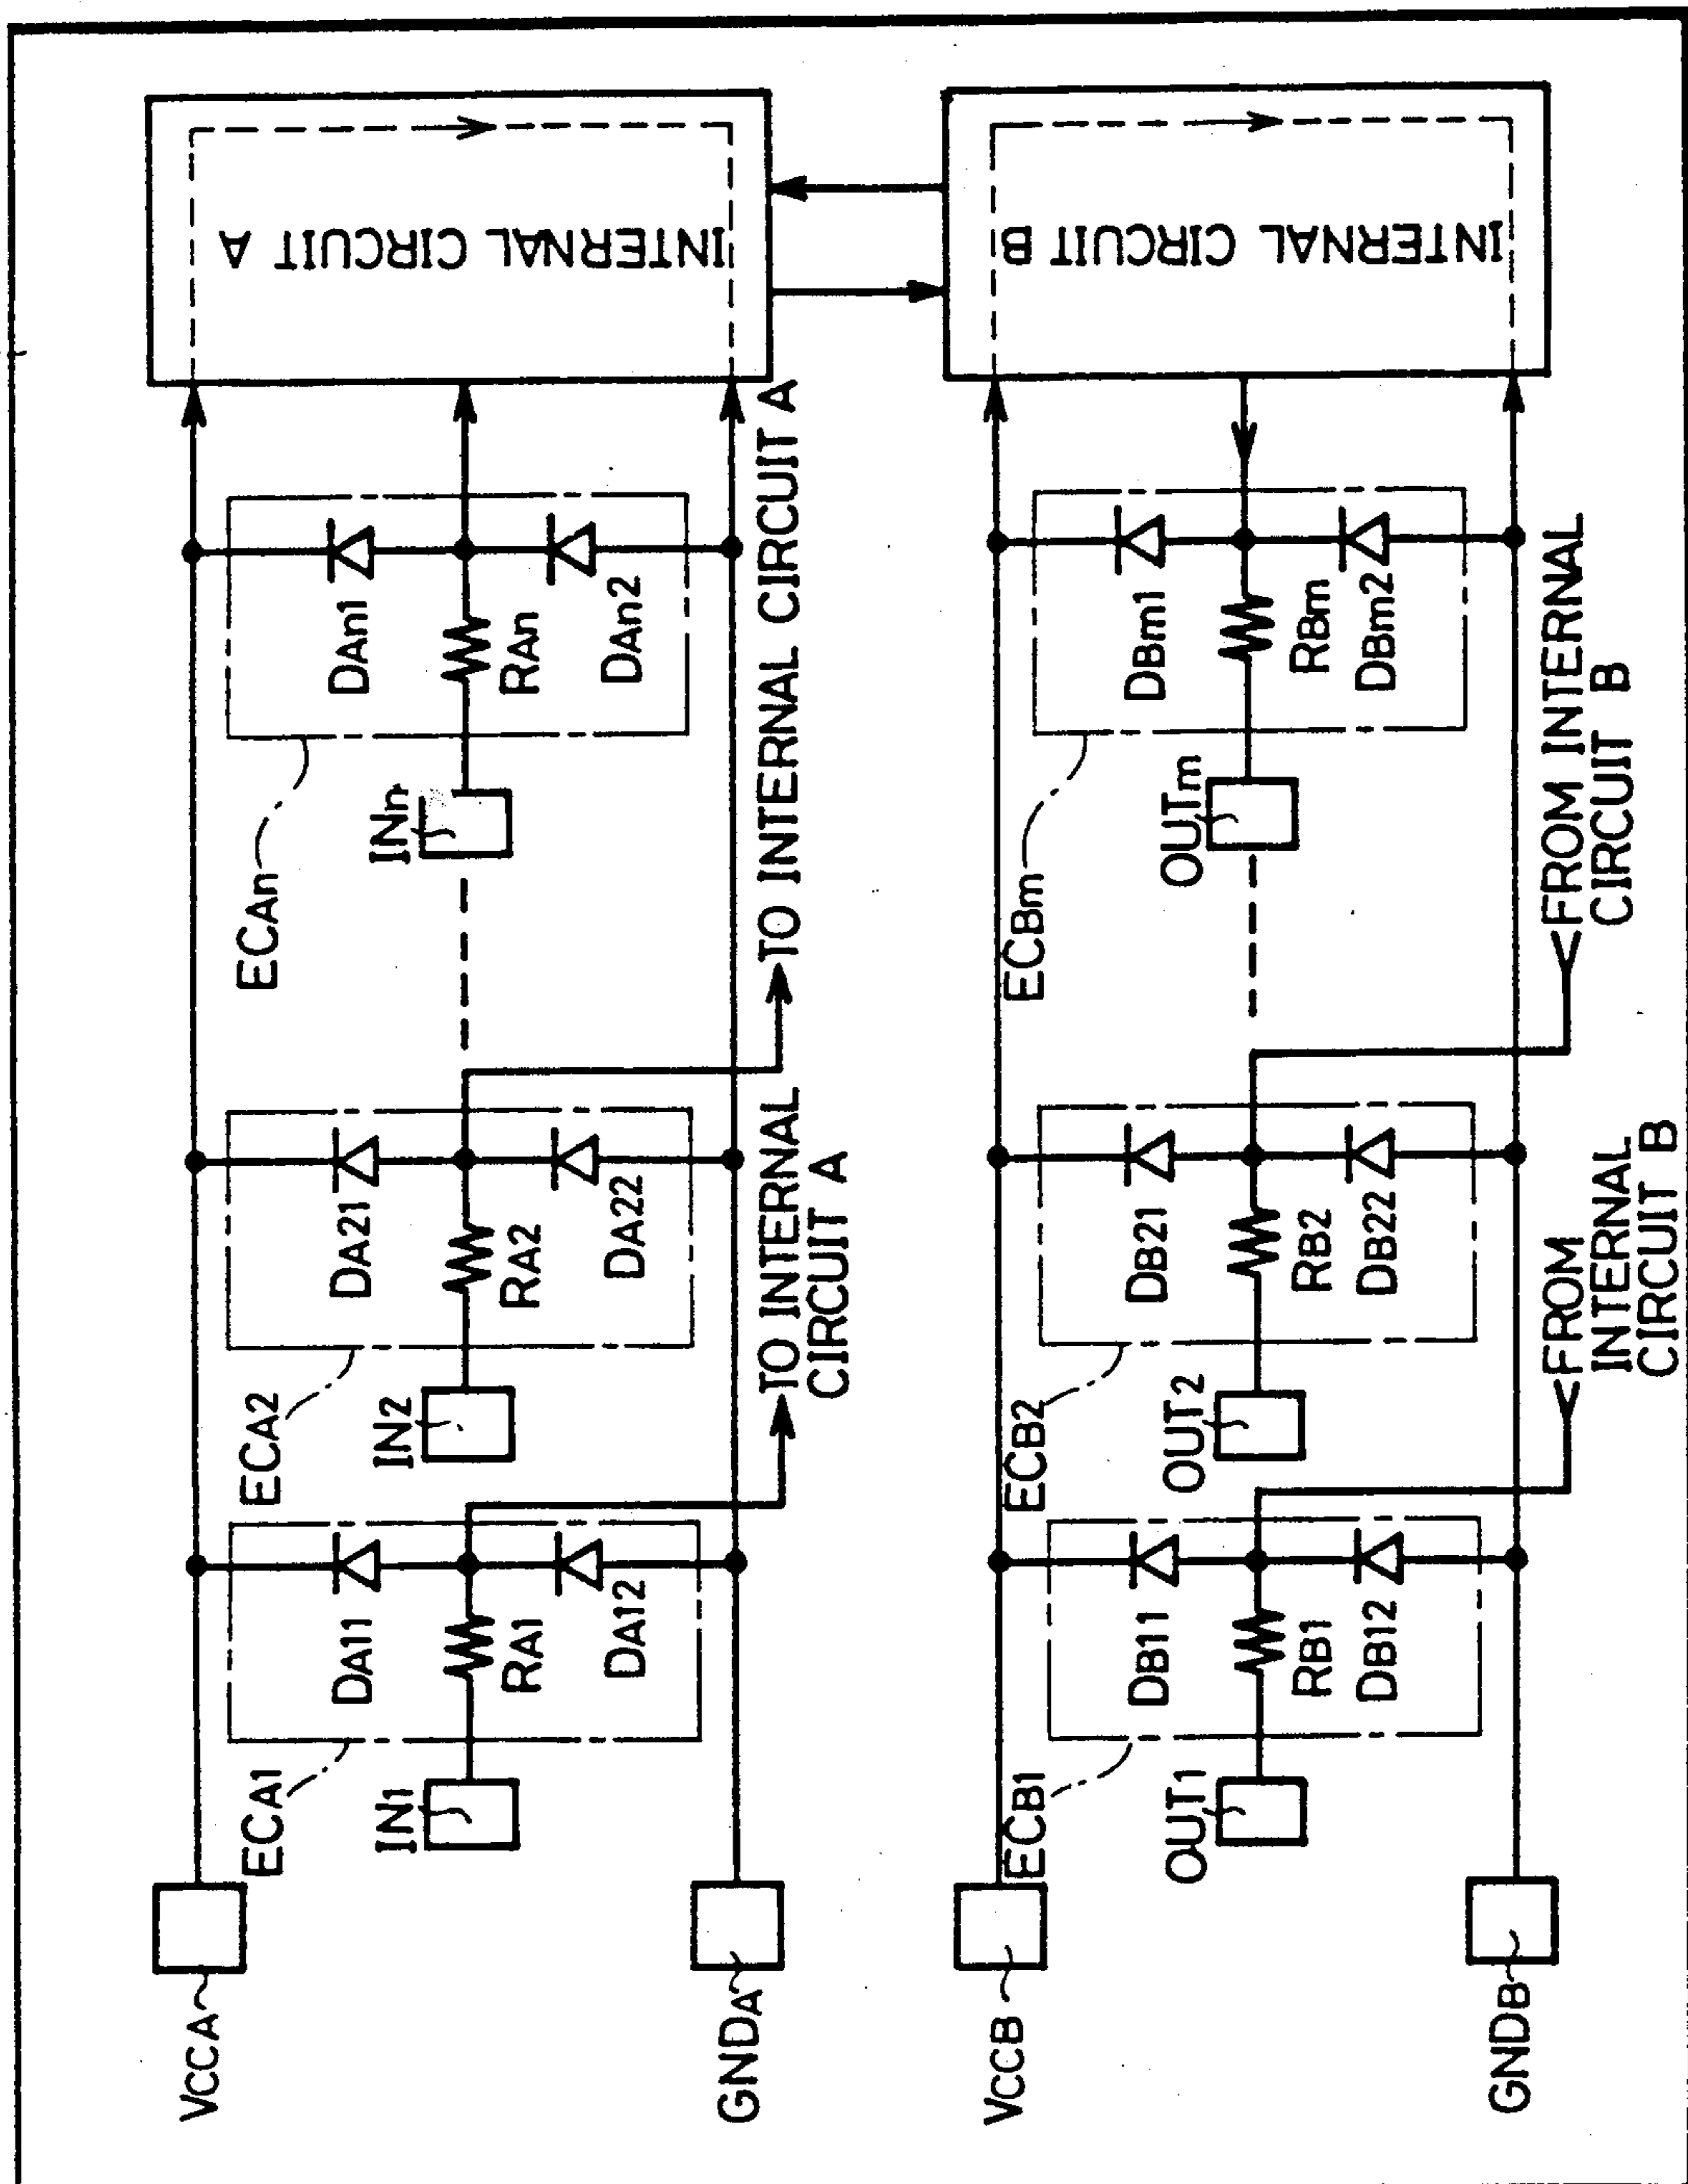 VCCA
GNDA
ECA1
IN1
DA11
RA1
DA12
TO INTERNAL
CIRCUIT A
ECA2
IN2
DA21
RA2
DA22
TO INTERNAL CIRCUIT A
ECAn
INn
DAn1
RAn
DAn2
INTERNAL CIRCUIT A
VCCB
GNDB
ECB1
OUT1
DB11
RB1
DB12
FROM
INTERNAL
CIRCUIT B
ECB2
OUT2
DB21
RB2
DB22
FROM INTERNAL
CIRCUIT B
ECBm
OUTm
DBm1
RBm
DBm2
INTERNAL CIRCUIT B